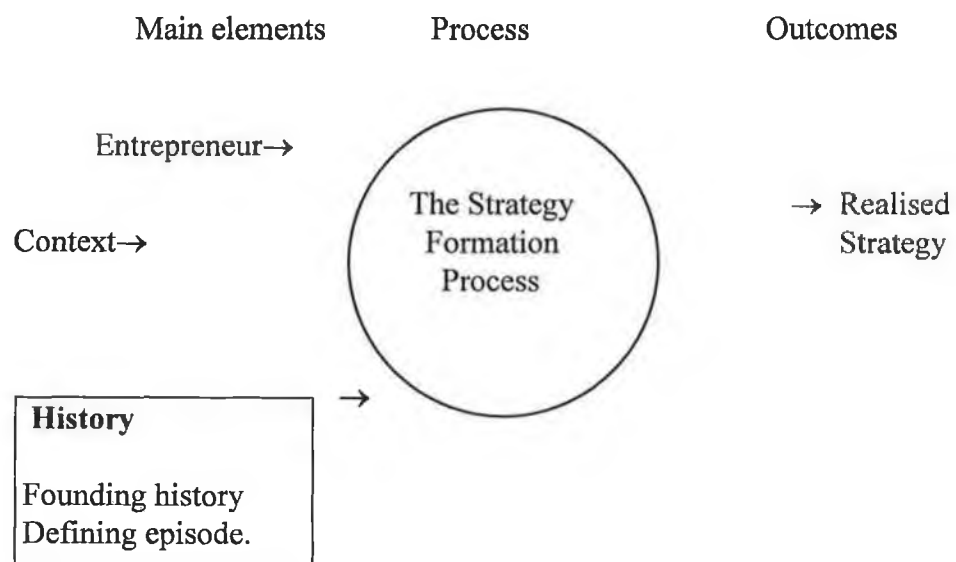 Main elements Process Outcomes
Entrepreneur→
The Strategy
Formation
Process
Context→
→ Realised
Strategy
→
History
Founding history
Defining episode.